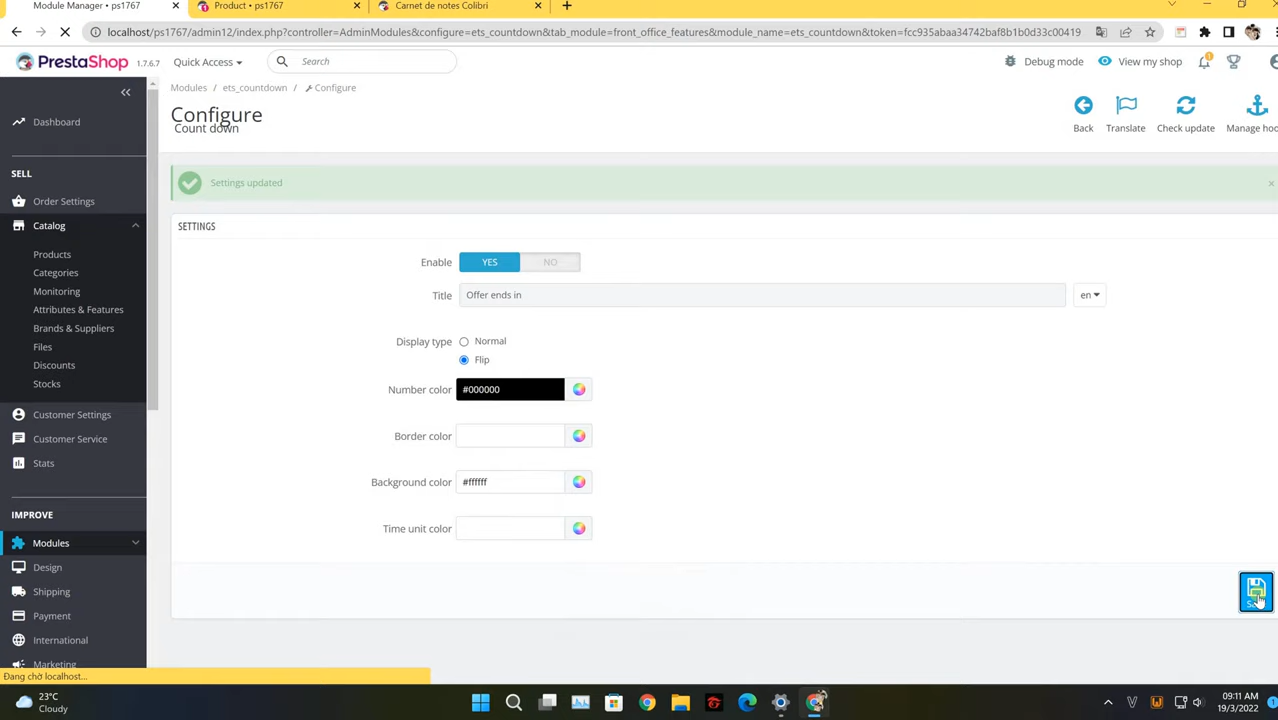 Module Manager • ps1767
Product • ps1767
Carnet de notes Colibri
localhost/ps1767/admin12/index.php?controller=AdminModules&configure=ets_countdown&tab_module=front_office_features&module_name=ets_countdown&token=fcc935abaa34742baf8b1b0d33c00419
PrestaShop 1.7.6.7
Quick Access
Search
Debug mode
View my shop
1
Modules / ets_countdown / Configure
Configure
Count down
Back
Translate
Check update
Manage hoo
Dashboard
SELL
Order Settings
Catalog
Products
Categories
Monitoring
Attributes & Features
Brands & Suppliers
Files
Discounts
Stocks
Customer Settings
Customer Service
Stats
IMPROVE
Modules
Design
Shipping
Payment
International
Marketing
Settings updated
×
SETTINGS
Enable YES NO
Title Offer ends in en
Display type Normal
Flip
Number color #000000
Border color
Background color #ffffff
Time unit color
Đang chờ localhost...
23°C
Cloudy
09:11 AM
19/3/2022